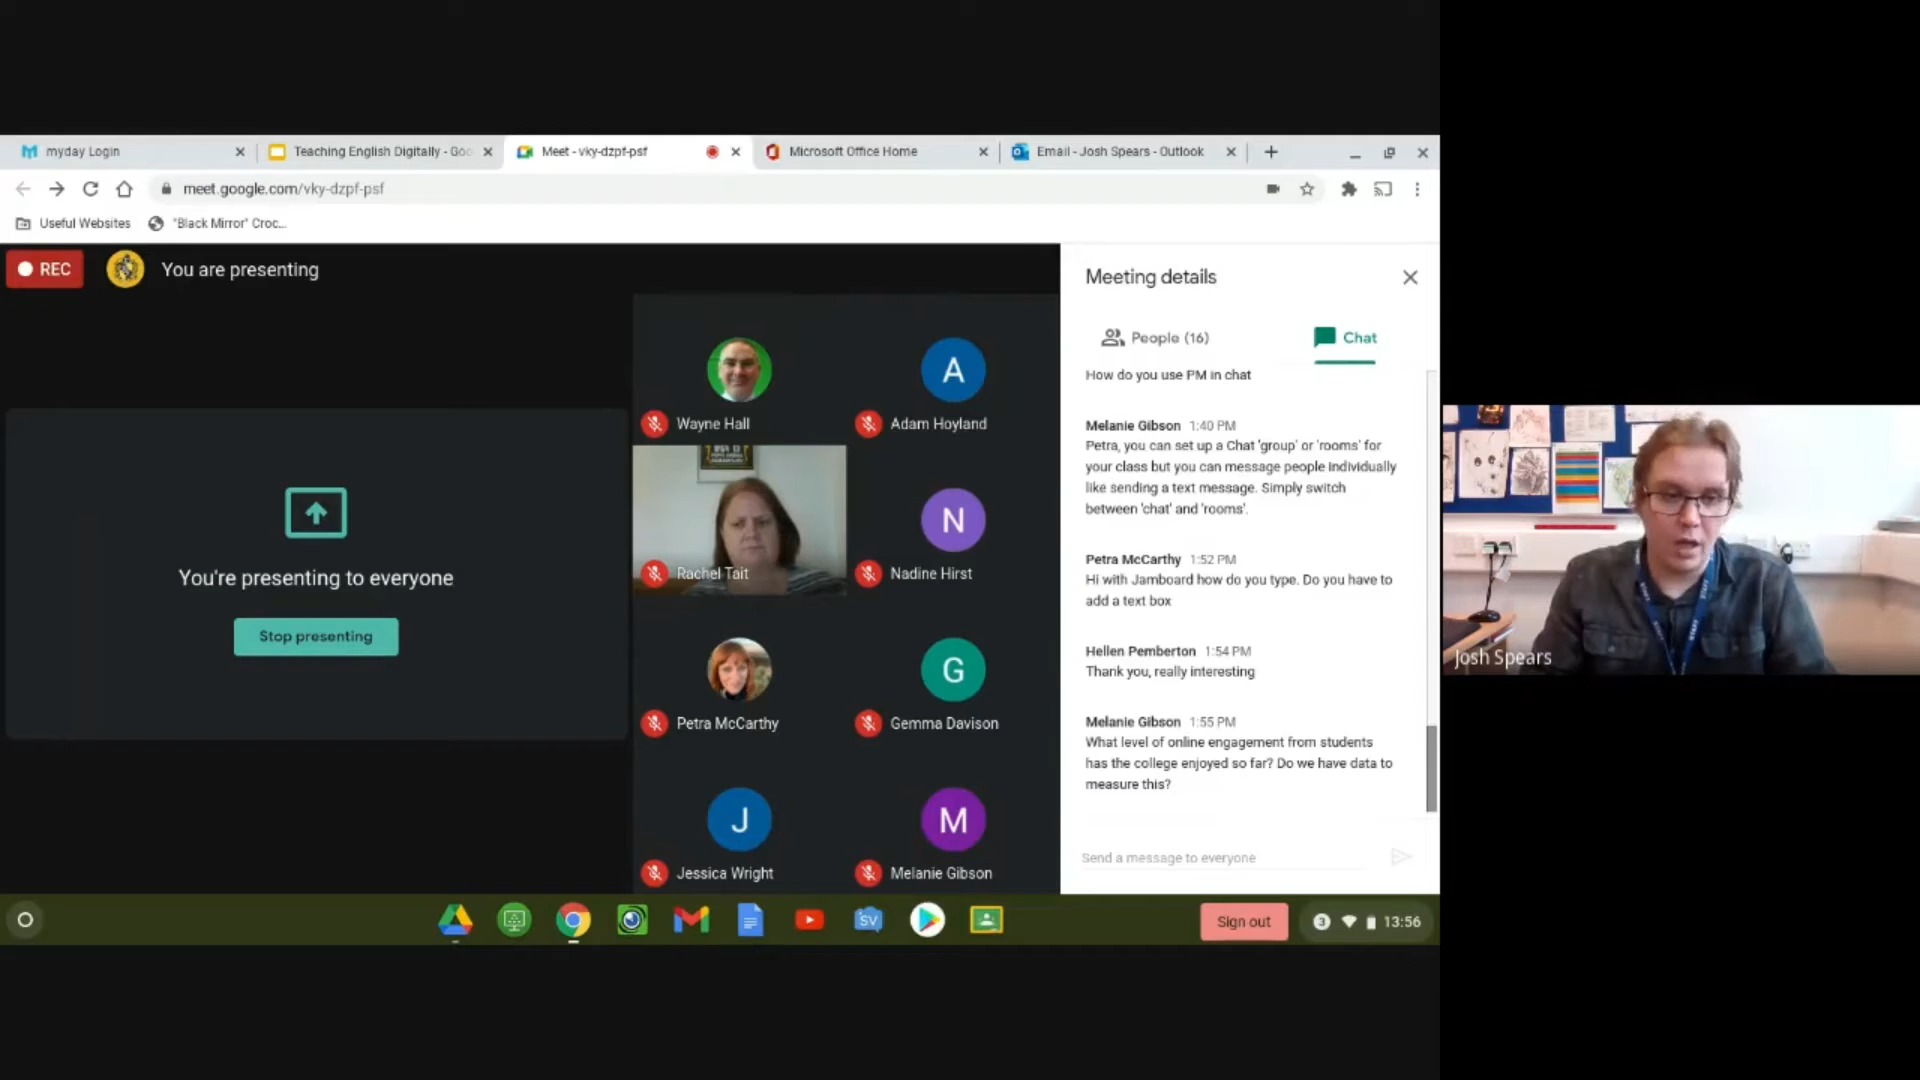 myday Login
Teaching English Digitally - Goo
Meet - vky-dzpf-psf
Microsoft Office Home
Email - Josh Spears - Outlook
meet.google.com/vky-dzpf-psf
Useful Websites
"Black Mirror" Croc...
REC
You are presenting
You're presenting to everyone
Stop presenting
Wayne Hall
A
Adam Hoyland
Rachel Tait
N
Nadine Hirst
Petra McCarthy
G
Gemma Davison
J
Jessica Wright
M
Melanie Gibson
Meeting details
People (16)
Chat
How do you use PM in chat
Melanie Gibson 1:40 PM
Petra, you can set up a Chat 'group' or 'rooms' for
your class but you can message people individually
like sending a text message. Simply switch
between 'chat' and 'rooms'.
Petra McCarthy 1:52 PM
Hi with Jamboard how do you type. Do you have to
add a text box
Hellen Pemberton 1:54 PM
Thank you, really interesting
Melanie Gibson 1:55 PM
What level of online engagement from students
has the college enjoyed so far? Do we have data to
measure this?
Send a message to everyone
SV
Sign out
3
13:56
Josh Spears